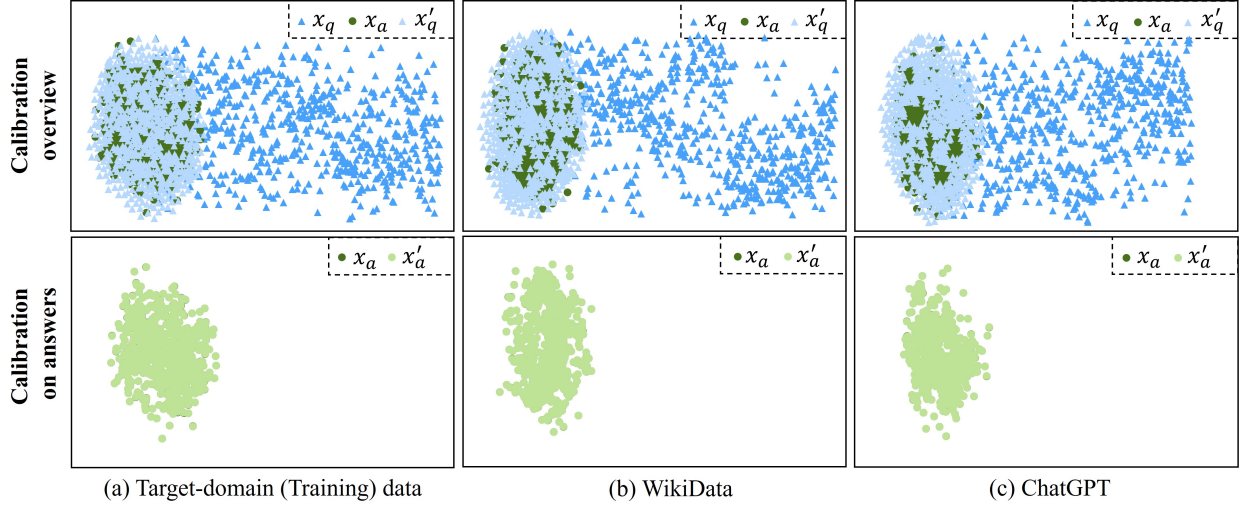 x_q x_a x'_q
x_q x_a x'_q
x_q x_a x'_q
Calibration
overview
x_a x'_a
x_a x'_a
x_a x'_a
Calibration
on answers
(a) Target-domain (Training) data
(b) WikiData
(c) ChatGPT